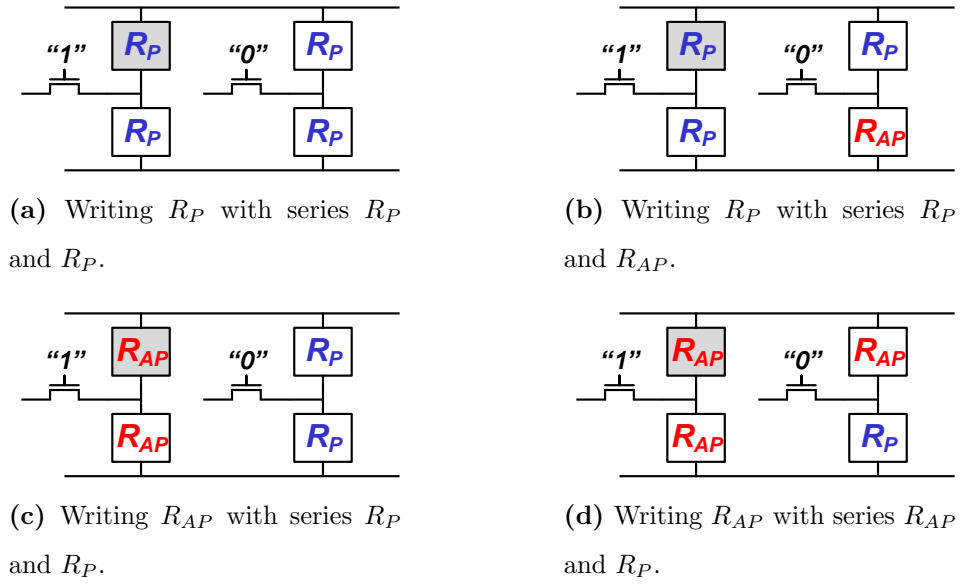 “1” R_P “0” R_P
R_P R_P
(a) Writing R_P with series R_P
and R_P.
“1” R_P “0” R_P
R_P R_AP
(b) Writing R_P with series R_P
and R_AP.
“1” R_AP “0” R_P
R_AP R_P
(c) Writing R_AP with series R_P
and R_P.
“1” R_AP “0” R_AP
R_AP R_P
(d) Writing R_AP with series R_AP
and R_P.